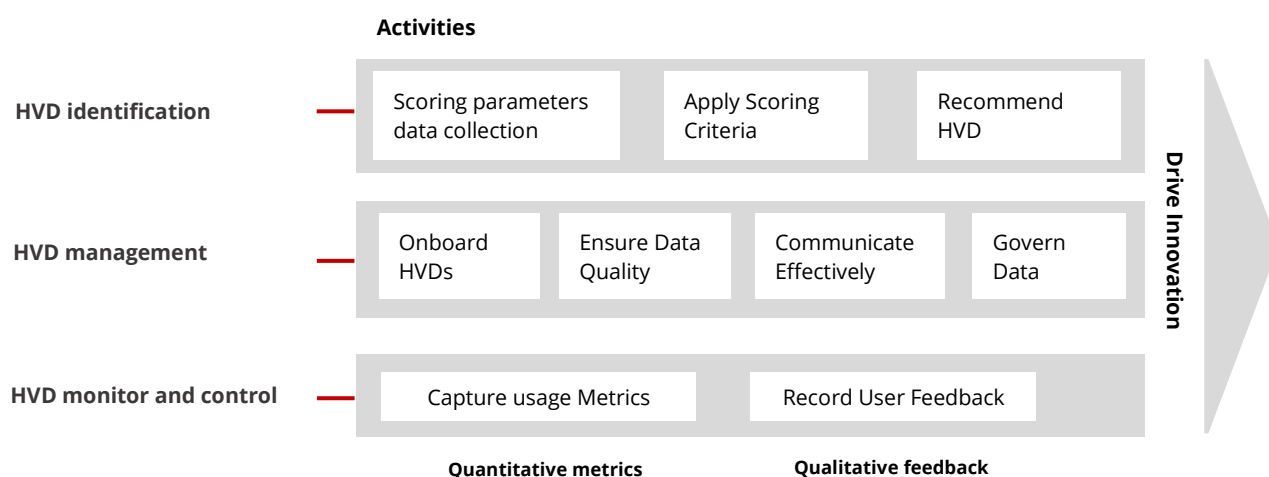 Activities
HVD identification
Scoring parameters
data collection
Apply Scoring
Criteria
Recommend
HVD
HVD management
Onboard
HVDs
Ensure Data
Quality
Communicate
Effectively
Govern
Data
HVD monitor and control
Capture usage Metrics
Record User Feedback
Quantitative metrics
Qualitative feedback
Drive Innovation